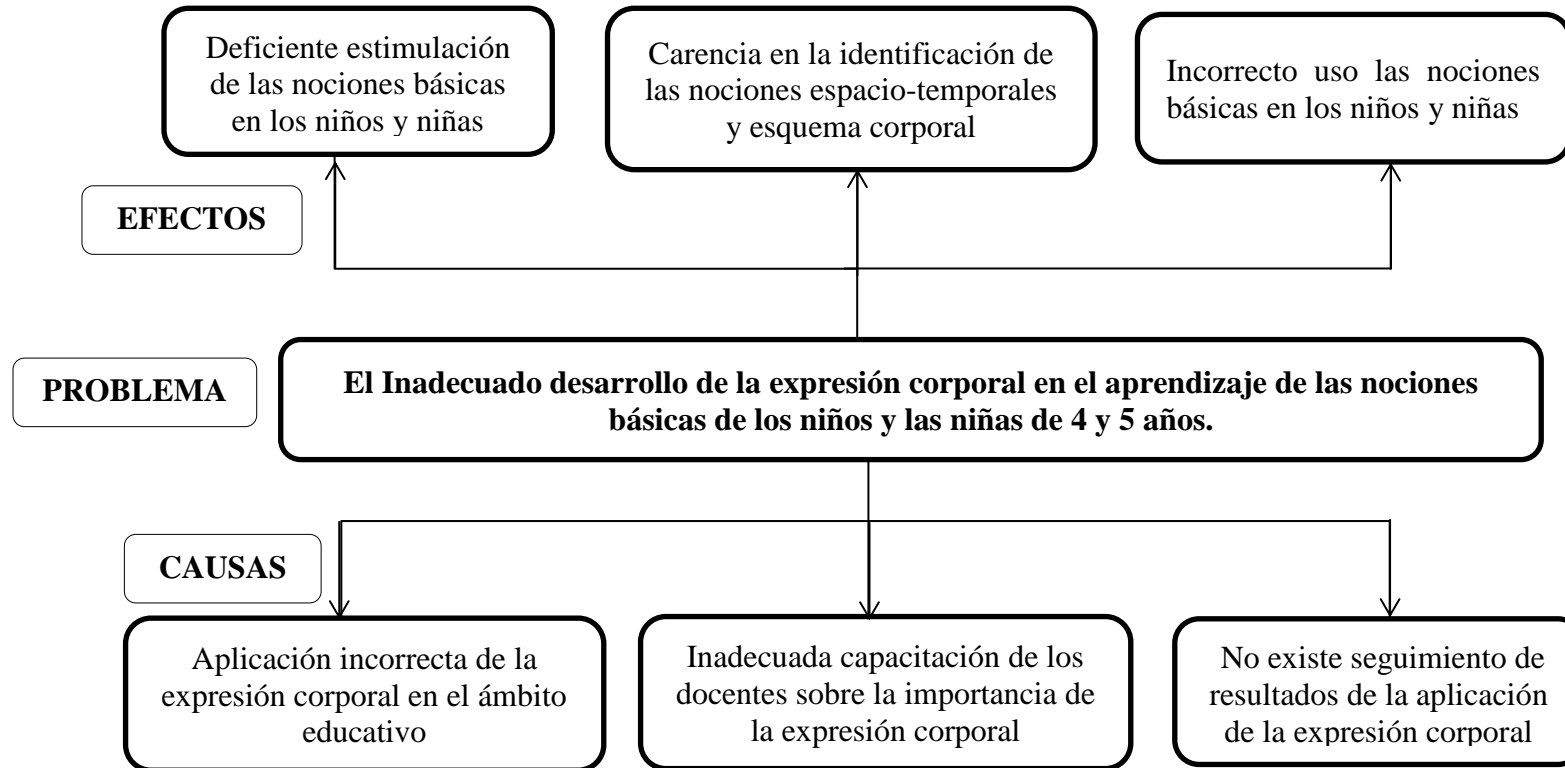 Deficiente estimulación
de las nociones básicas
en los niños y niñas
Carencia en la identificación de
las nociones espacio-temporales
y esquema corporal
Incorrecto uso las nociones
básicas en los niños y niñas
EFECTOS
PROBLEMA
El Inadecuado desarrollo de la expresión corporal en el aprendizaje de las nociones
básicas de los niños y las niñas de 4 y 5 años.
CAUSAS
Aplicación incorrecta de la
expresión corporal en el ámbito
educativo
Inadecuada capacitación de los
docentes sobre la importancia de
la expresión corporal
No existe seguimiento de
resultados de la aplicación
de la expresión corporal